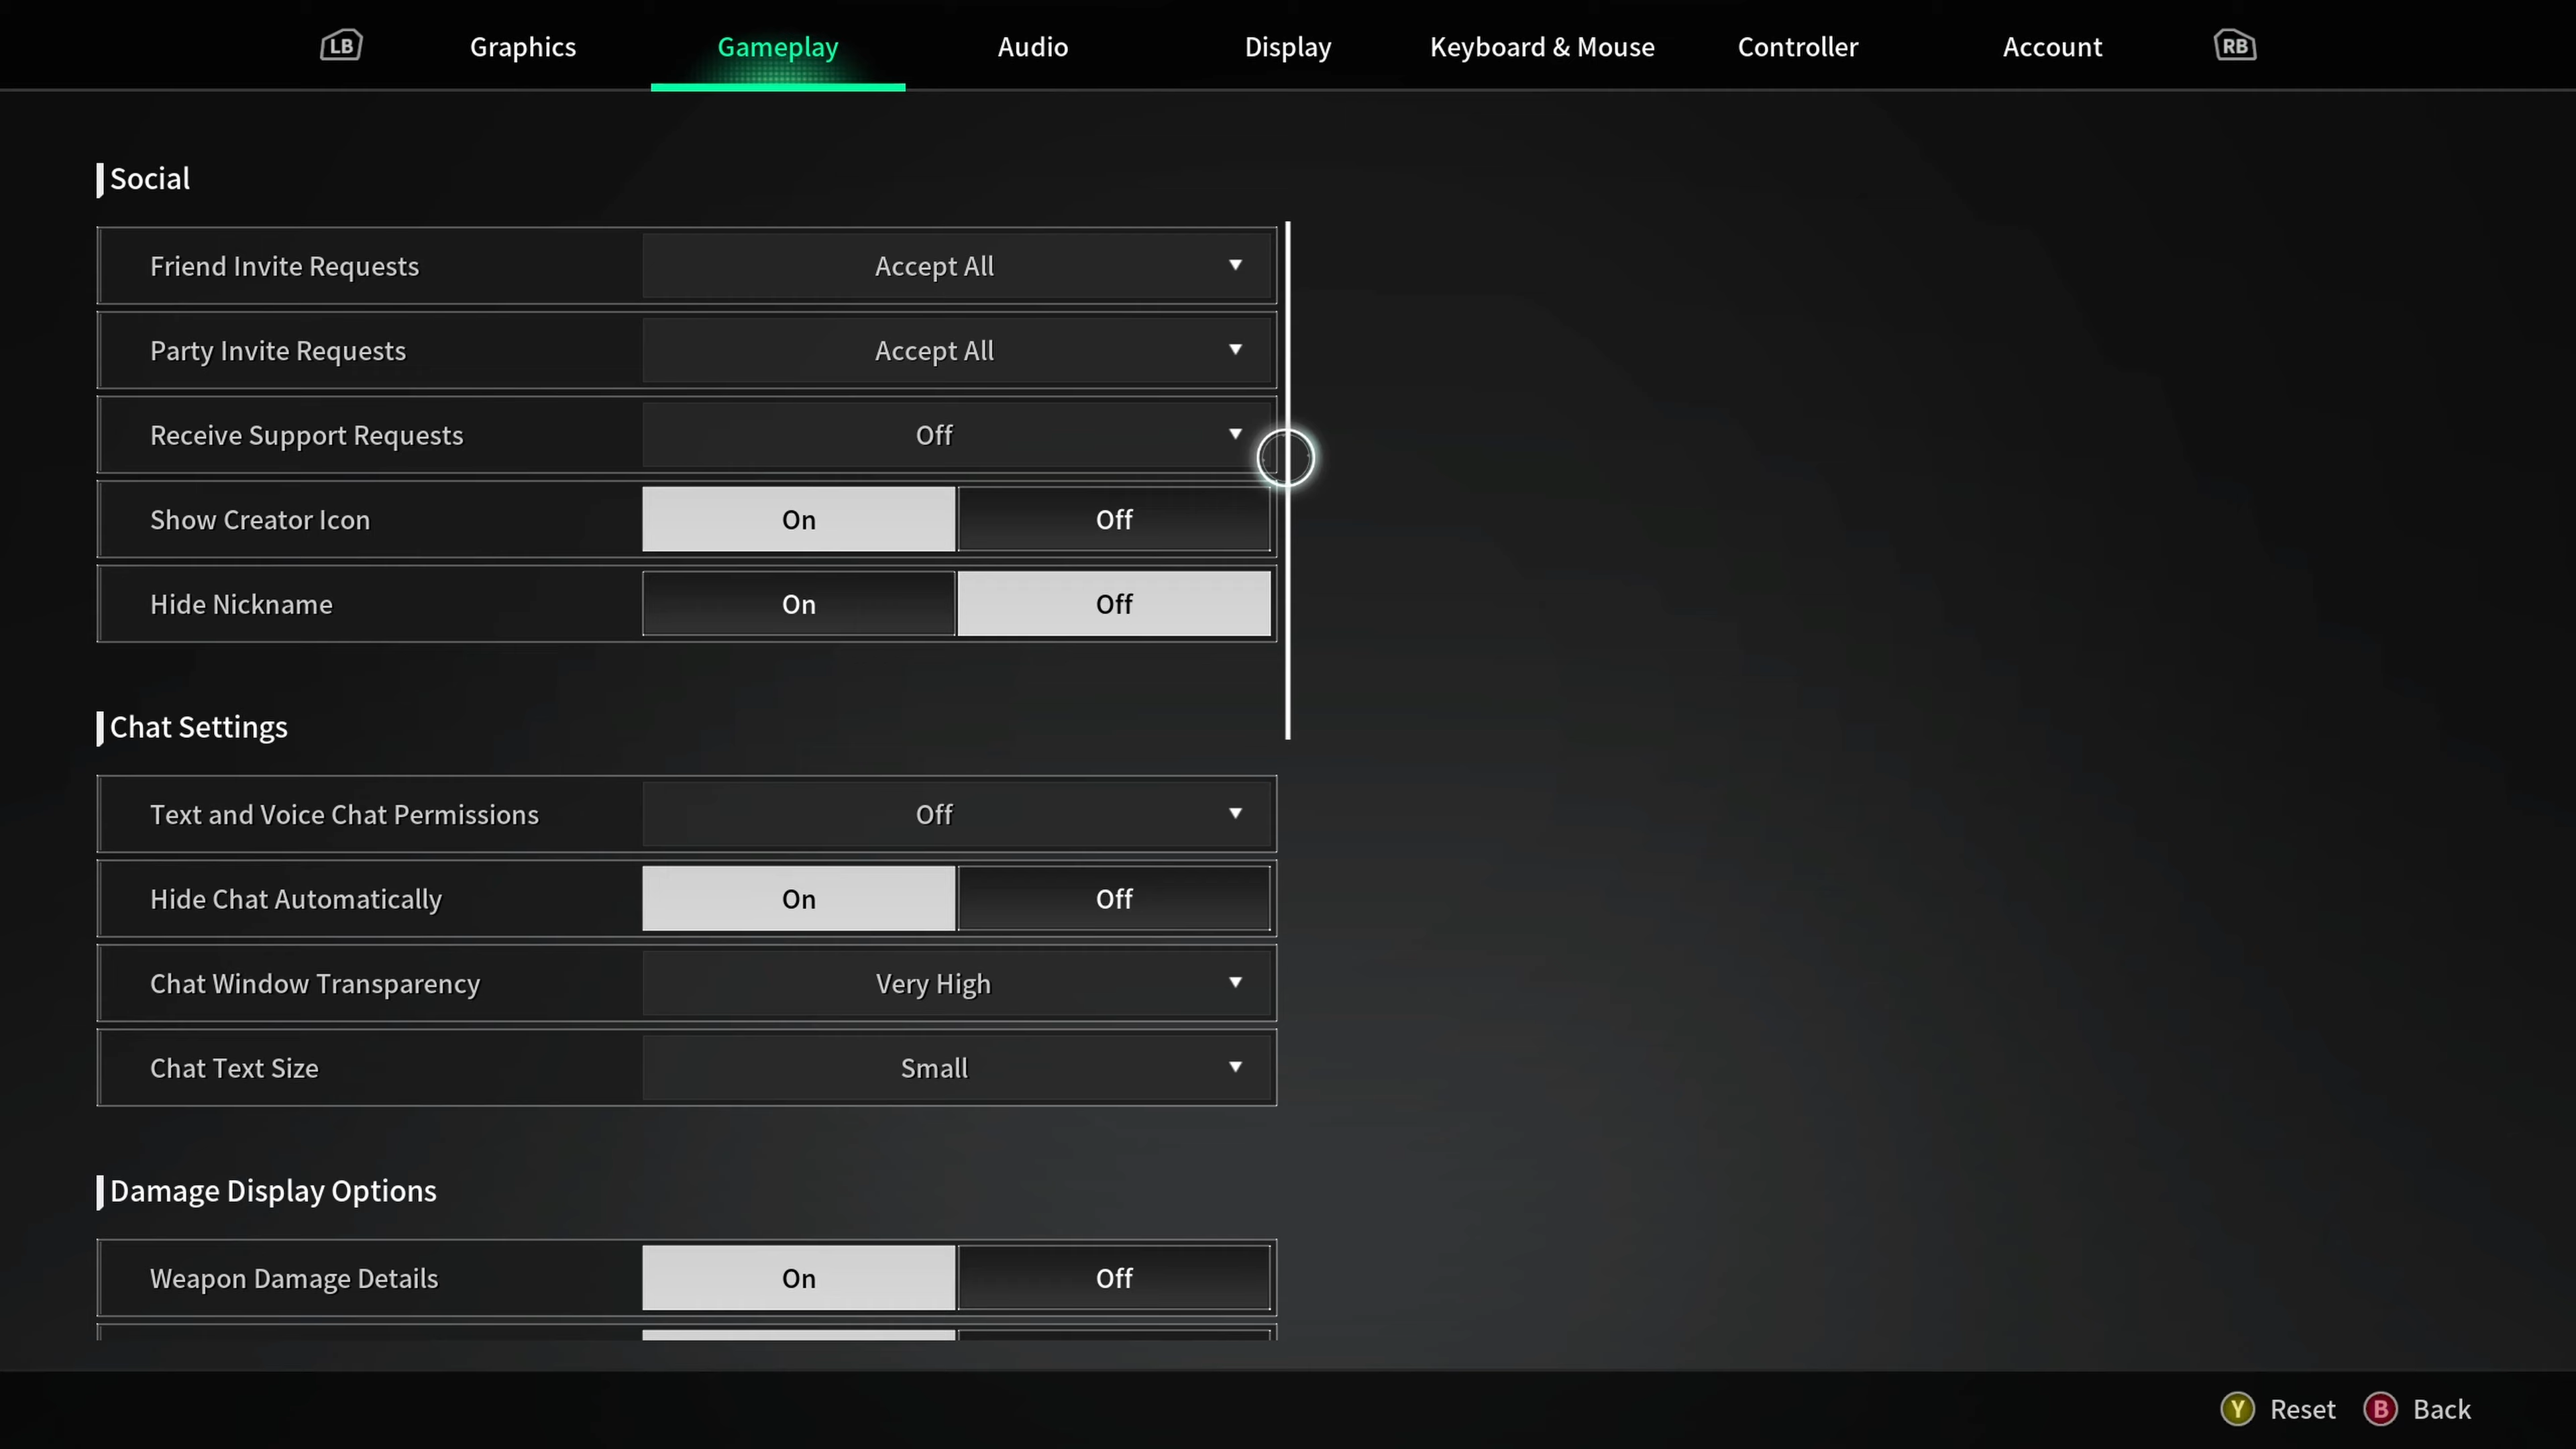 LB Graphics Gameplay Audio Display Keyboard & Mouse Controller Account RB
Social
Friend Invite Requests Accept All
Party Invite Requests Accept All
Receive Support Requests Off
Show Creator Icon On Off
Hide Nickname On Off
Chat Settings
Text and Voice Chat Permissions Off
Hide Chat Automatically On Off
Chat Window Transparency Very High
Chat Text Size Small
Damage Display Options
Weapon Damage Details On Off
Y Reset B Back